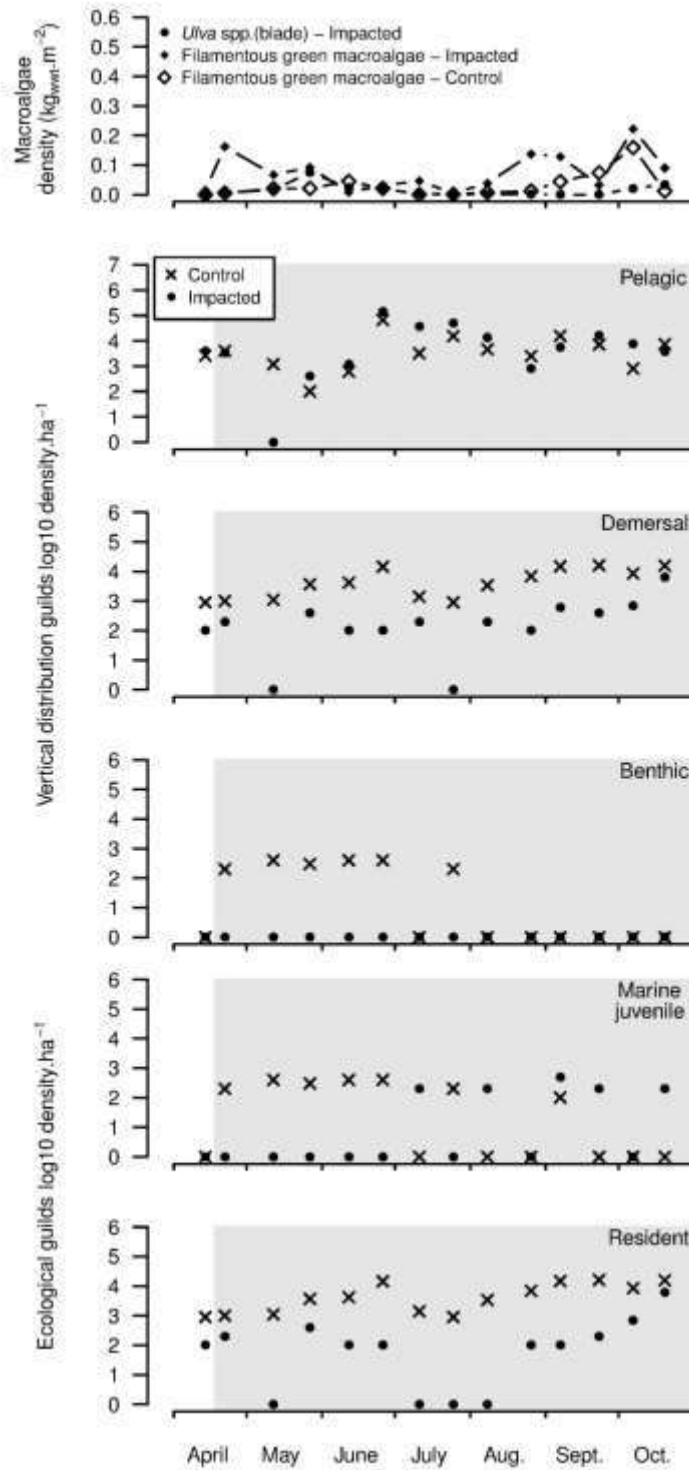 Macroalgae
density (kgwwt.m−2)
0.6
0.5
0.4
0.3
0.2
0.1
0.0
Ulva spp.(blade) – Impacted
Filamentous green macroalgae – Impacted
Filamentous green macroalgae – Control
Vertical distribution guilds log10 density.ha−1
7
6
5
4
3
2
1
0
Control
Impacted
Pelagic
6
5
4
3
2
1
0
Demersal
6
5
4
3
2
1
0
Benthic
Ecological guilds log10 density.ha−1
6
5
4
3
2
1
0
Marine
juvenile
6
5
4
3
2
1
0
Resident
April May June July Aug. Sept. Oct.